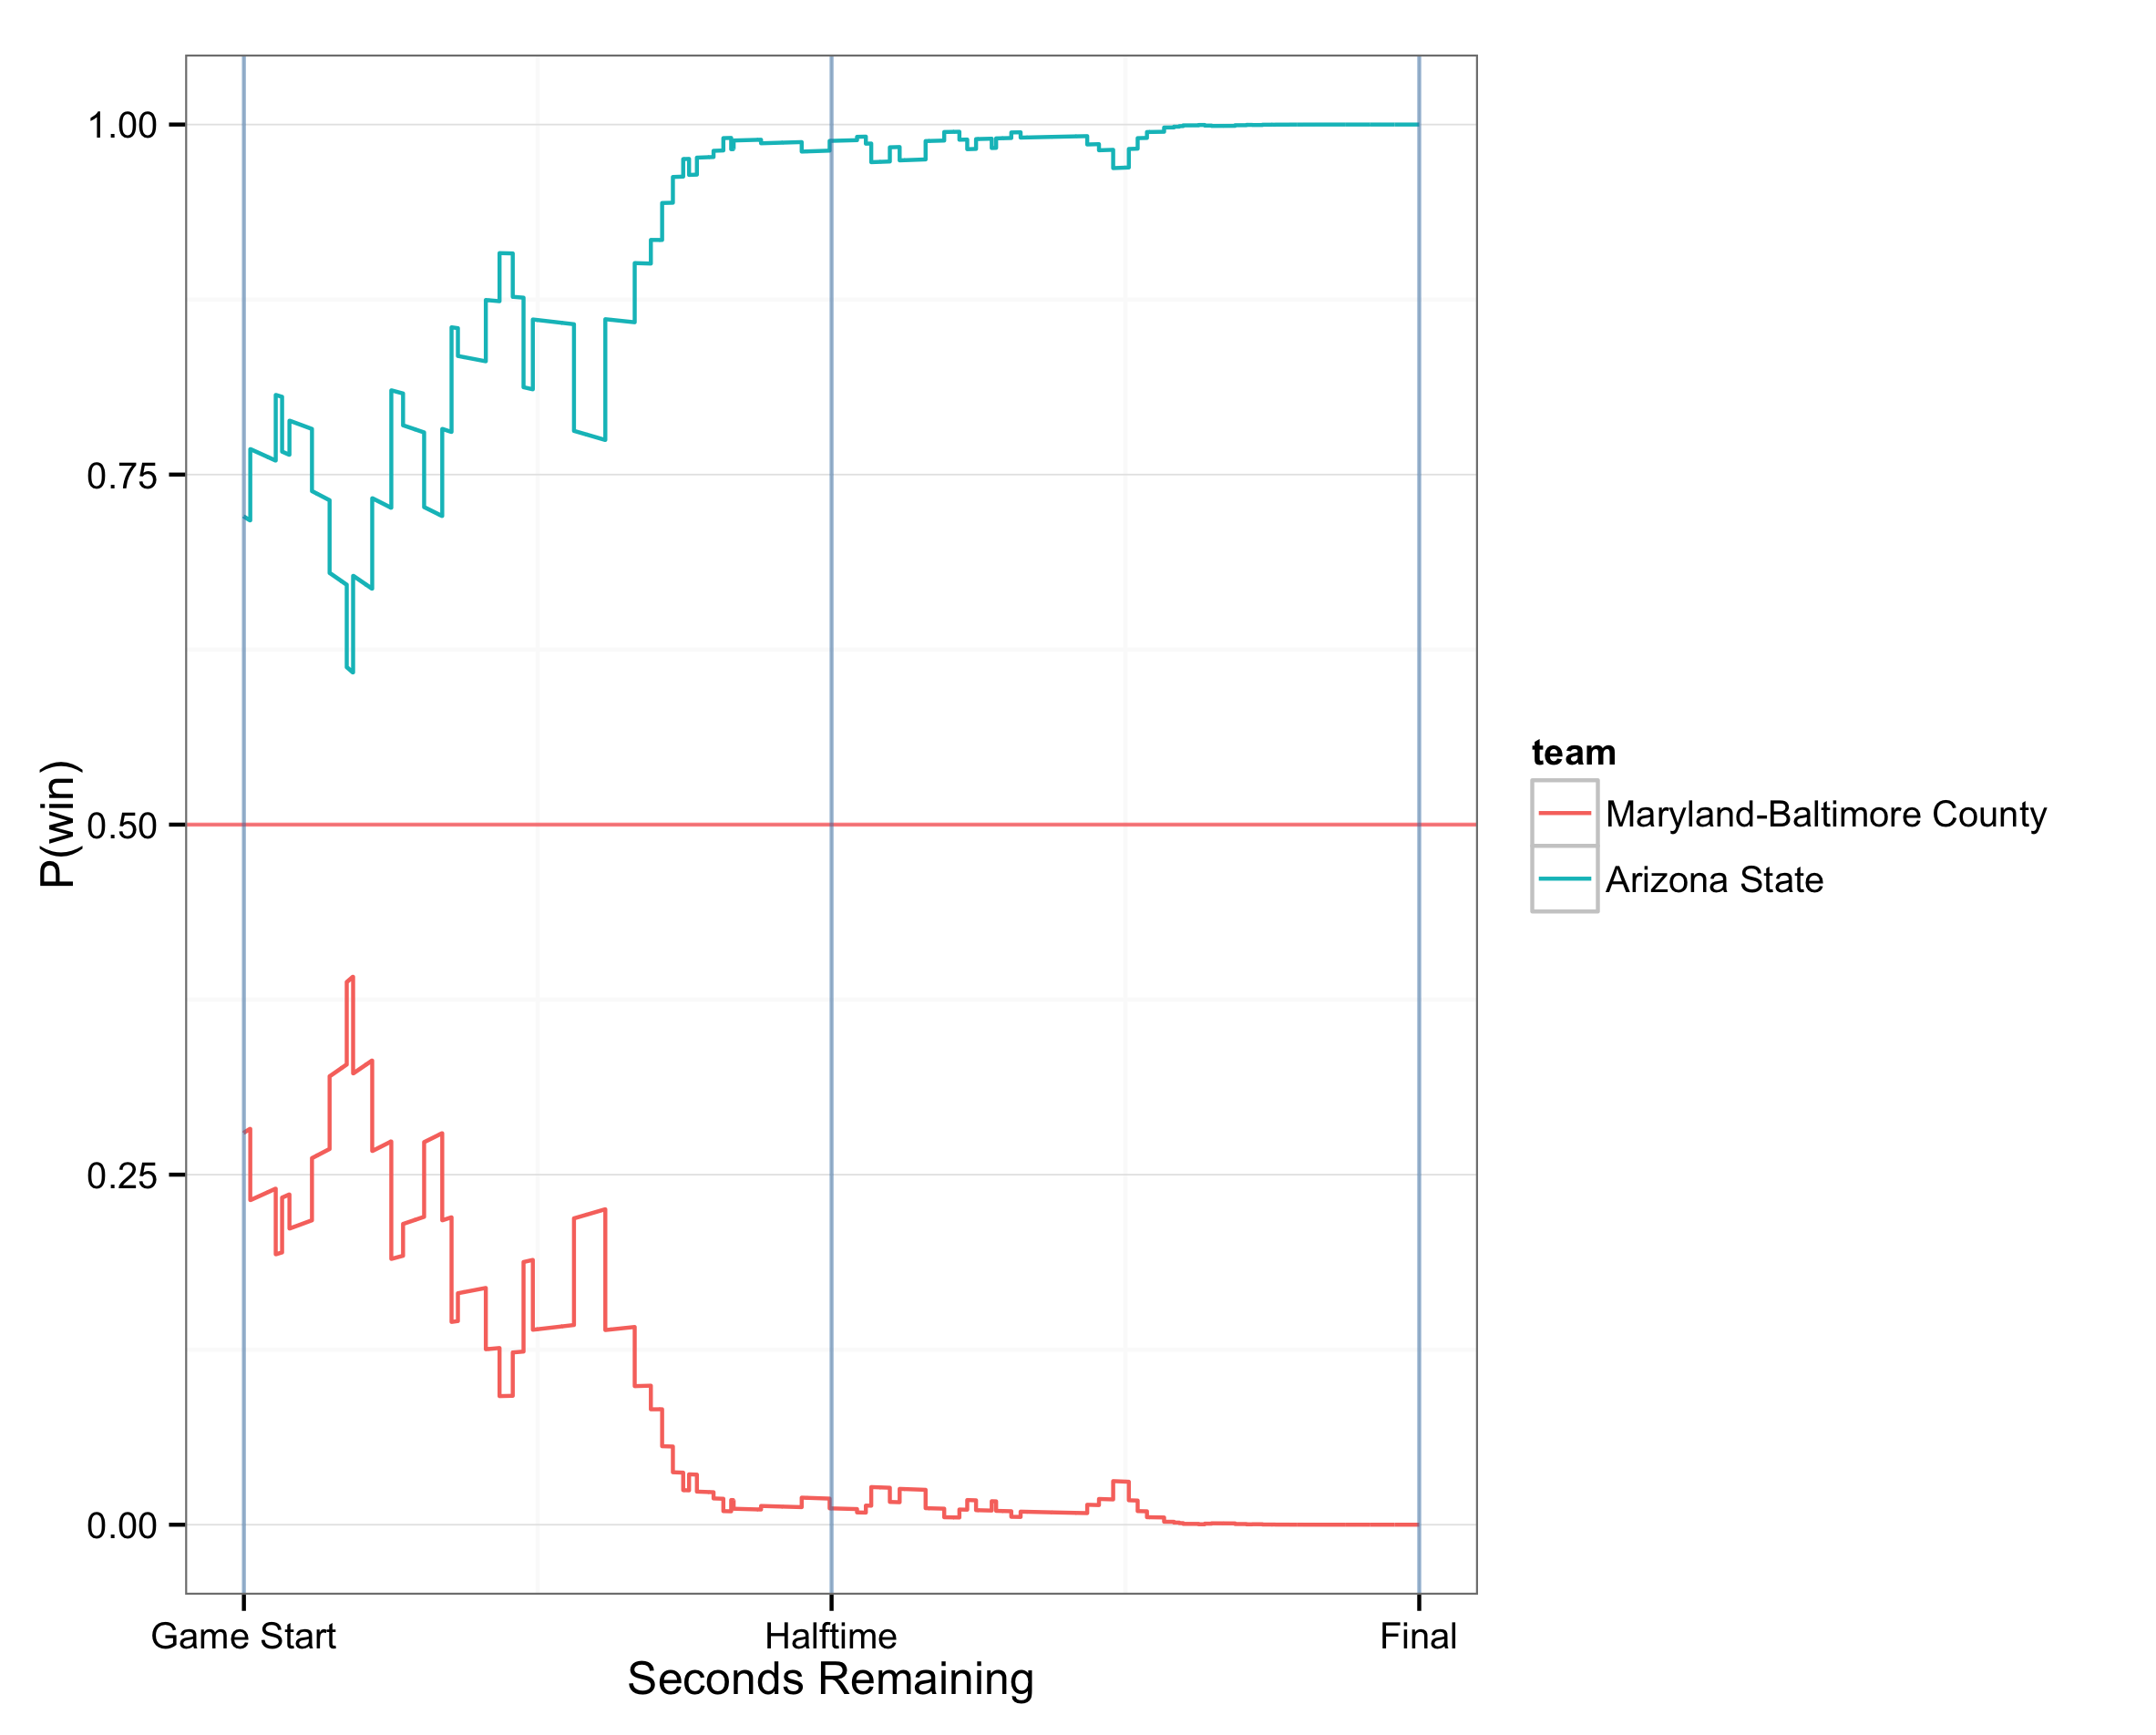 1.00
0.75
0.50
0.25
0.00
P(win)
Game Start
Halftime
Final
Seconds Remaining
team
Maryland-Baltimore County
Arizona State